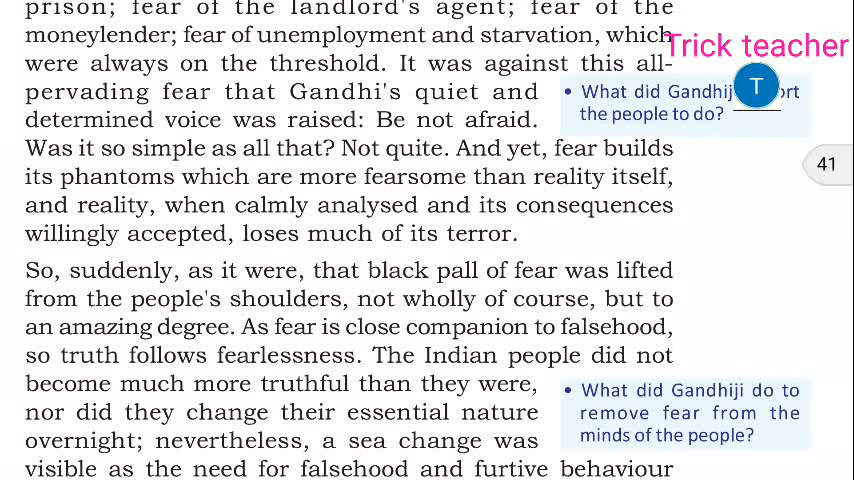 prison; fear of the landlord's agent; fear of the
moneylender; fear of unemployment and starvation, which
were always on the threshold. It was against this all-
pervading fear that Gandhi's quiet and
determined voice was raised: Be not afraid.
Was it so simple as all that? Not quite. And yet, fear builds
its phantoms which are more fearsome than reality itself,
and reality, when calmly analysed and its consequences
willingly accepted, loses much of its terror.
So, suddenly, as it were, that black pall of fear was lifted
from the people's shoulders, not wholly of course, but to
an amazing degree. As fear is close companion to falsehood,
so truth follows fearlessness. The Indian people did not
become much more truthful than they were,
nor did they change their essential nature
overnight; nevertheless, a sea change was
visible as the need for falsehood and furtive behaviour
Trick teacher
T
• What did
the people to do?
41
• What did Gandhiji do to
remove fear from the
minds of the people?